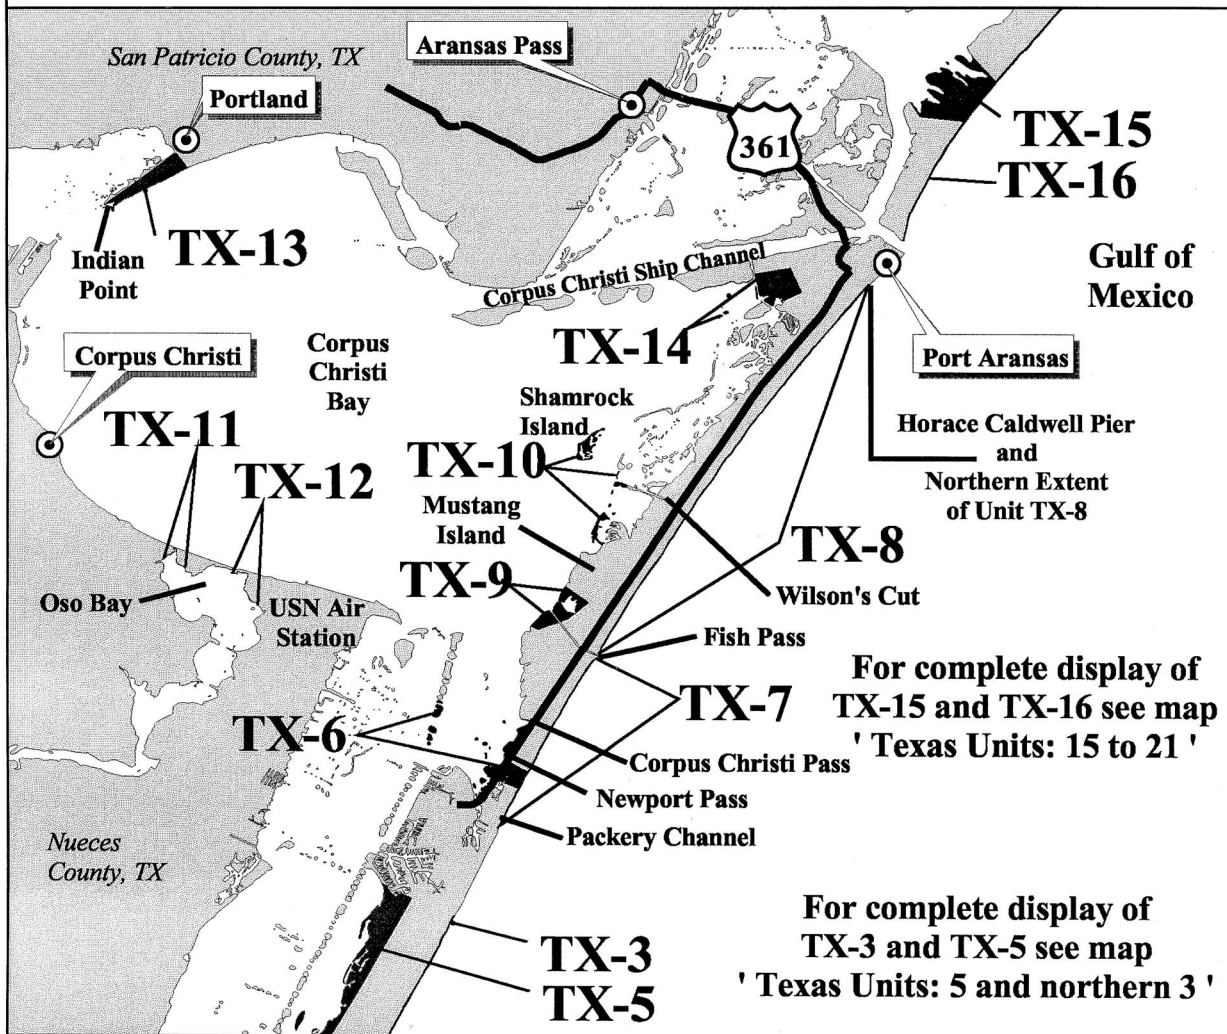 San Patricio County, TX
Aransas Pass
Portland
361
TX-15
TX-16
Indian
Point
TX-13
Corpus Christi Ship Channel
Gulf of
Mexico
TX-14
Port Aransas
Corpus Christi
Corpus
Christi
Bay
Shamrock
Island
Horace Caldwell Pier
and
Northern Extent
of Unit TX-8
TX-11
TX-12
TX-10
Mustang
Island
TX-8
TX-9
Wilson's Cut
Oso Bay
USN Air
Station
Fish Pass
For complete display of
TX-15 and TX-16 see map
' Texas Units: 15 to 21 '
TX-7
TX-6
Corpus Christi Pass
Newport Pass
Packery Channel
Nueces
County, TX
For complete display of
TX-3 and TX-5 see map
' Texas Units: 5 and northern 3 '
TX-3
TX-5